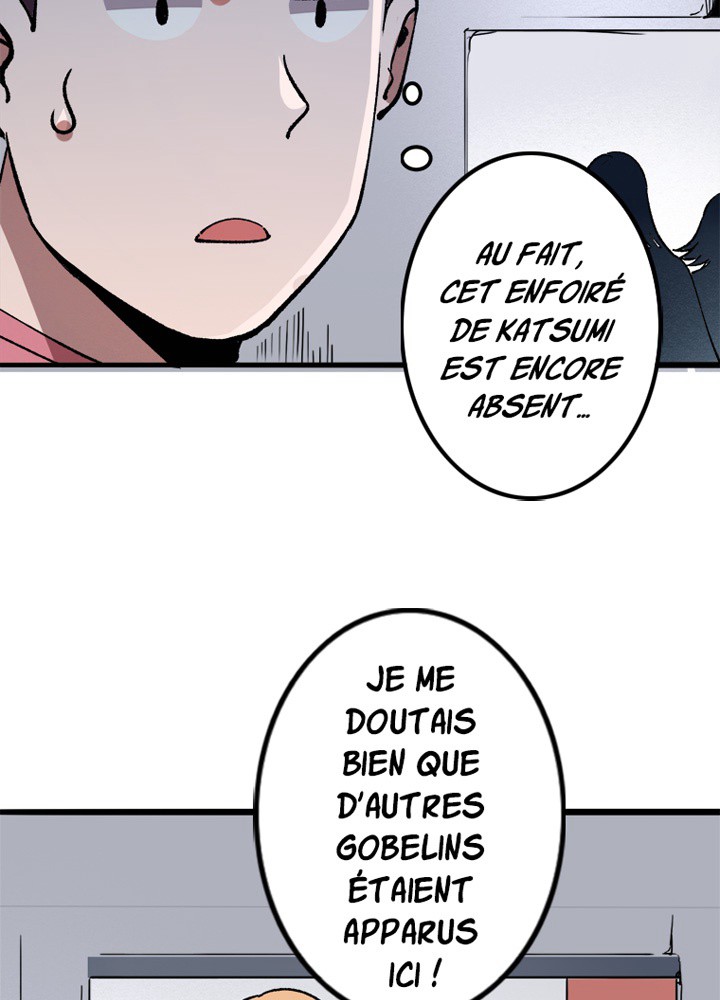 AU FAIT,
CET ENFOIRÉ
DE KATSUMI
EST ENCORE
ABSENT...
JE ME
DOUTAIS
BIEN QUE
D'AUTRES
GOBELINS
ÉTAIENT
APPARUS
ICI !